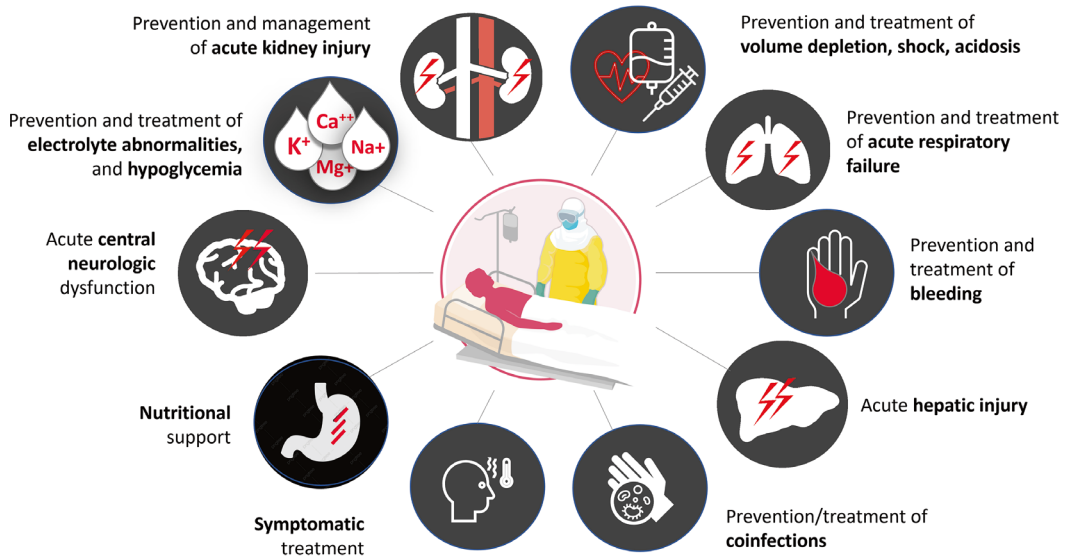 Prevention and management
of acute kidney injury
Prevention and treatment of
volume depletion, shock, acidosis
Prevention and treatment of
electrolyte abnormalities,
and hypoglycemia
Ca++
K+
Na+
Mg+
Prevention and treatment
of acute respiratory
failure
Acute central
neurologic
dysfunction
Prevention and
treatment of
bleeding
Nutritional
support
Acute hepatic injury
Symptomatic
treatment
Prevention/treatment of
coinfections